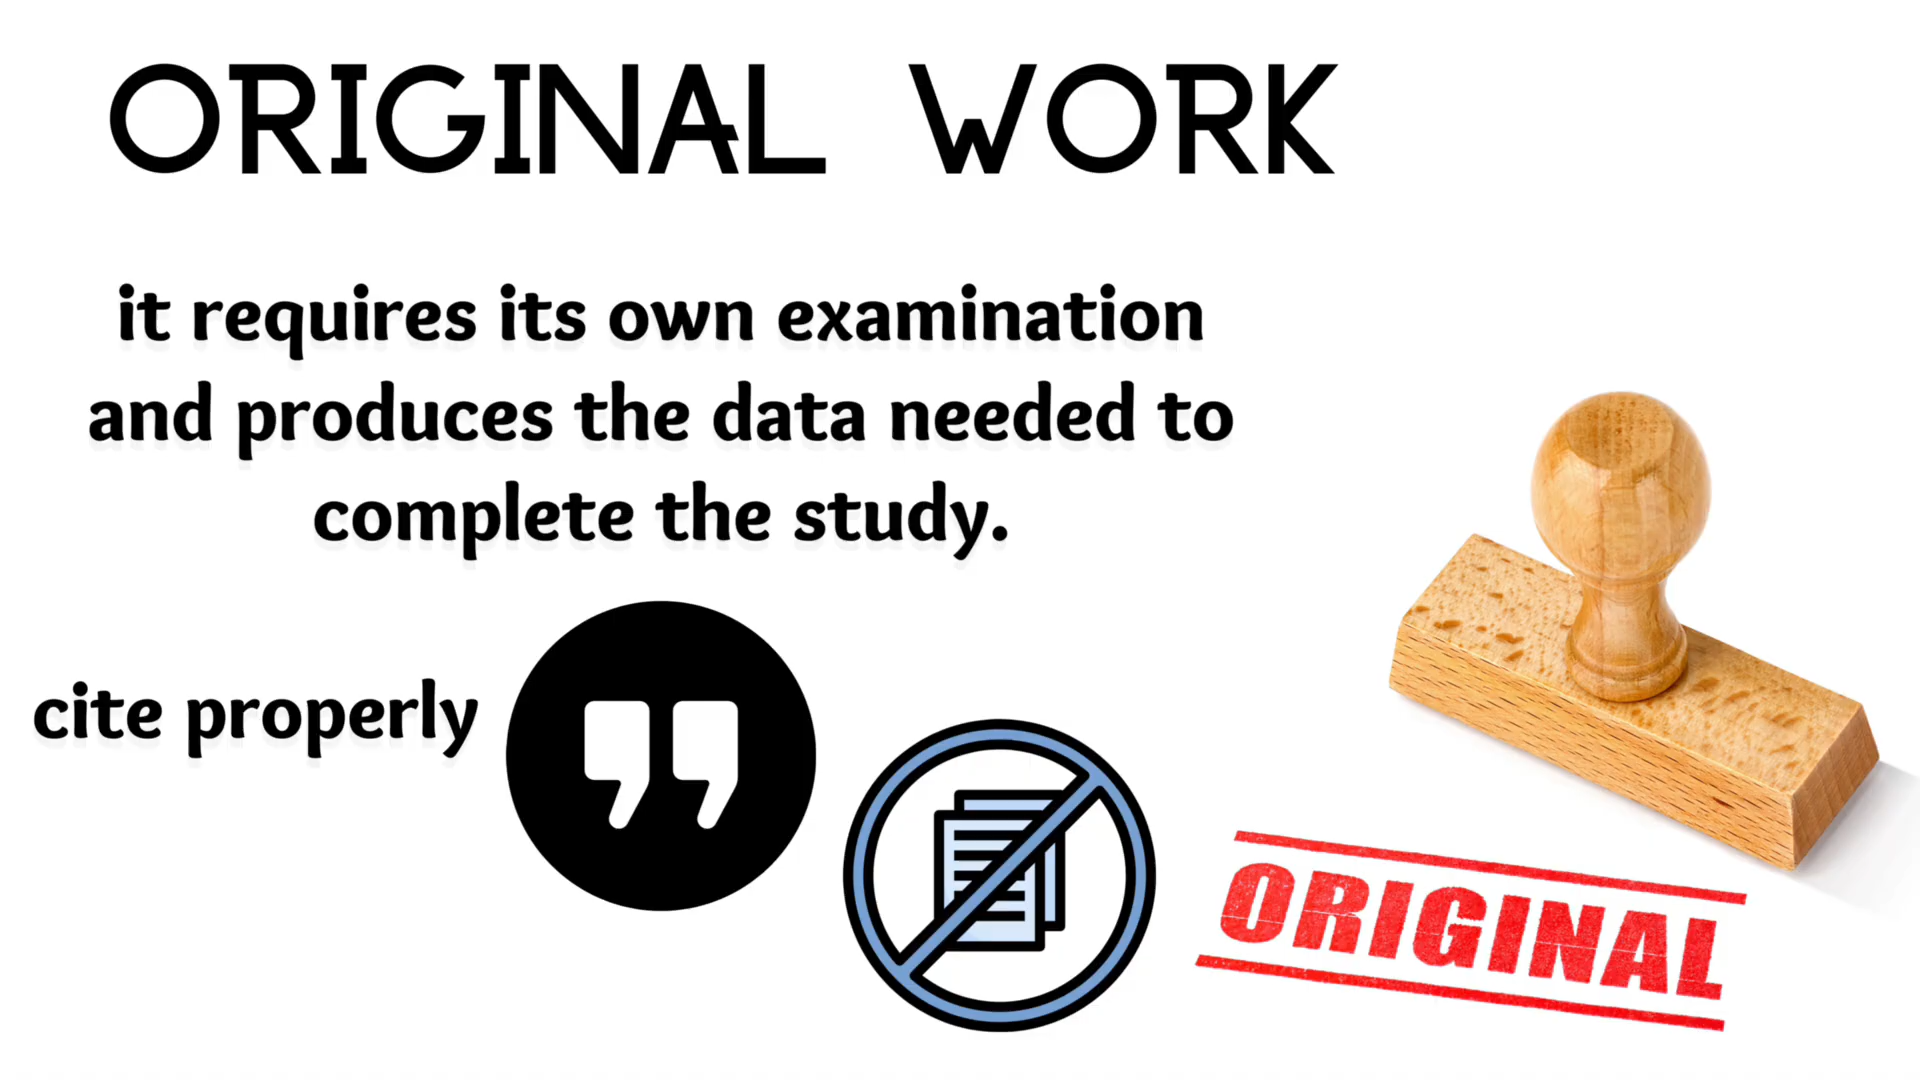 ORIGINAL WORK
it requires its own examination
and produces the data needed to
complete the study.
cite properly
ORIGINAL